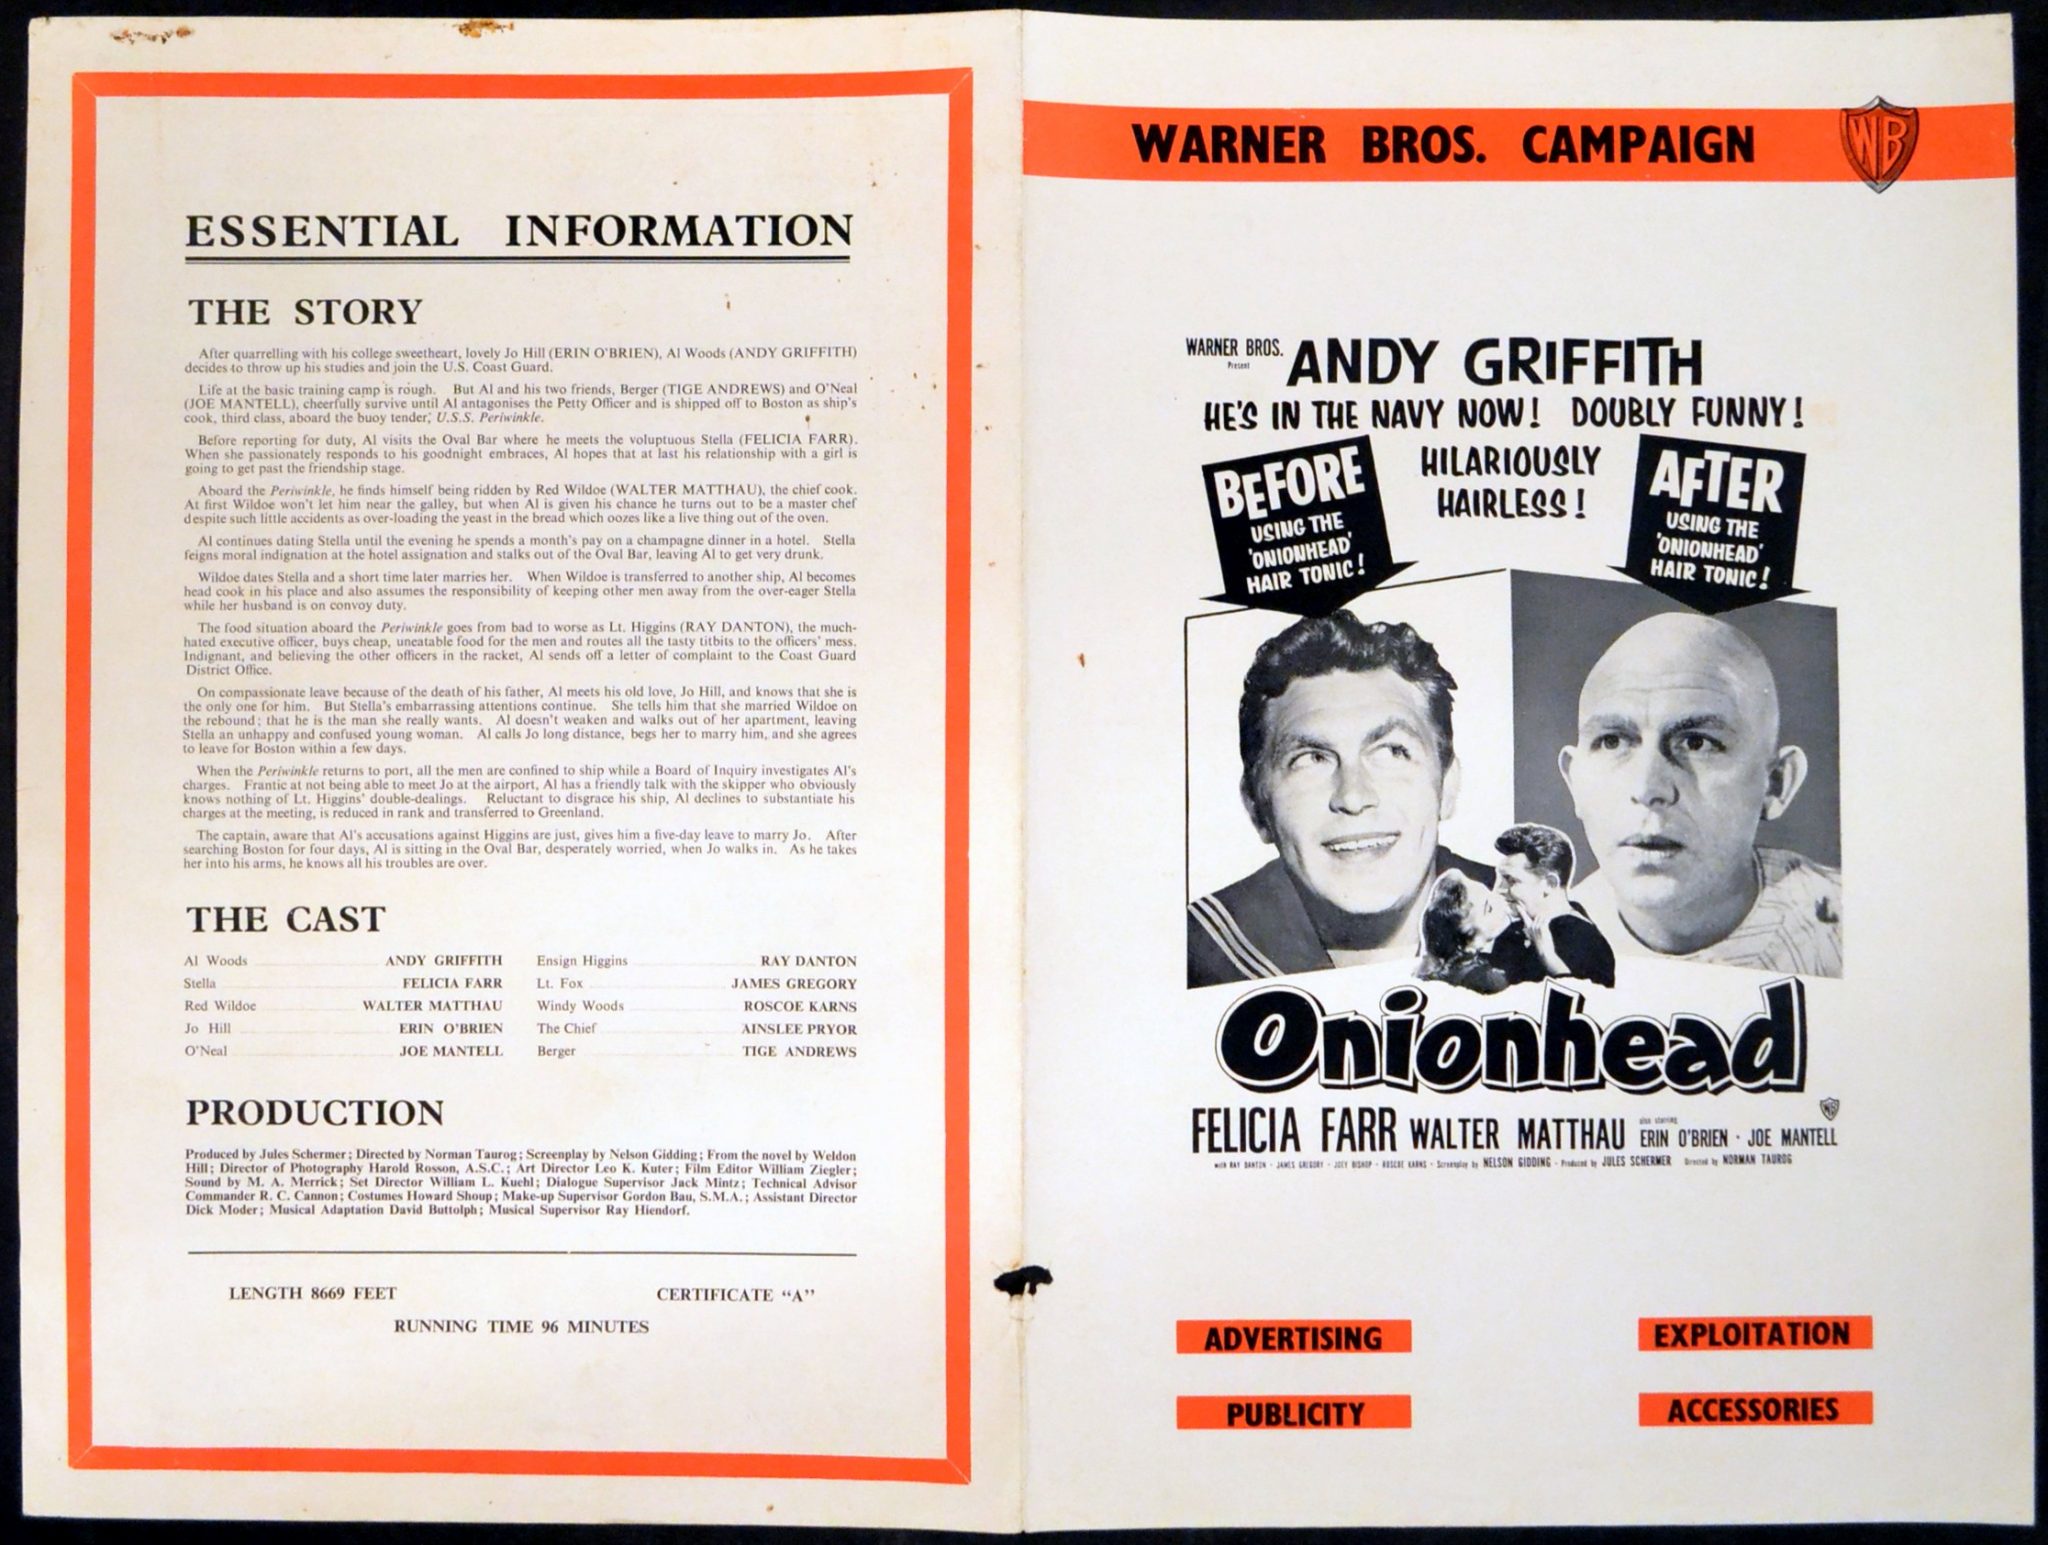 ESSENTIAL INFORMATION
THE STORY
After quarrelling with his college sweetheart, lovely Jo Hill (ERIN O'BRIEN), Al Woods (ANDY GRIFFITH)
decides to throw up his studies and join the U.S. Coast Guard.
Life at the basic training camp is rough. But Al and his two friends, Berger (TIGE ANDREWS) and O'Neal
(JOE MANTELL), cheerfully survive until Al antagonises the Petty Officer and is shipped off to Boston as ship's
cook, third class, aboard the buoy tender, U.S.S. Periwinkle.
Before reporting for duty, Al visits the Oval Bar where he meets the voluptuous Stella (FELICIA FARR).
When she passionately responds to his goodnight embraces, Al hopes that at last his relationship with a girl is
going to get past the friendship stage.
Aboard the Periwinkle, he finds himself being ridden by Red Wildoe (WALTER MATTHAU), the chief cook.
At first Wildoe won't let him near the galley, but when Al is given his chance he turns out to be a master chef
despite such little accidents as over-loading the yeast in the bread which oozes like a live thing out of the oven.
Al continues dating Stella until the evening he spends a month's pay on a champagne dinner in a hotel. Stella
feigns moral indignation at the hotel assignation and stalks out of the Oval Bar, leaving Al to get very drunk.
Wildoe dates Stella and a short time later marries her. When Wildoe is transferred to another ship, Al becomes
head cook in his place and also assumes the responsibility of keeping other men away from the over-eager Stella
while her husband is on convoy duty.
The food situation aboard the Periwinkle goes from bad to worse as Lt. Higgins (RAY DANTON), the much-
hated executive officer, buys cheap, uneatable food for the men and routes all the tasty titbits to the officers' mess.
Indignant, and believing the other officers in the racket, Al sends off a letter of complaint to the Coast Guard
District Office.
On compassionate leave because of the death of his father, Al meets his old love, Jo Hill, and knows that she is
the only one for him. But Stella's embarrassing attentions continue. She tells him that she married Wildoe on
the rebound; that he is the man she really wants. Al doesn't weaken and walks out of her apartment, leaving
Stella an unhappy and confused young woman. Al calls Jo long distance, begs her to marry him, and she agrees
to leave for Boston within a few days.
When the Periwinkle returns to port, all the men are confined to ship while a Board of Inquiry investigates Al's
charges. Frantic at not being able to meet Jo at the airport, Al has a friendly talk with the skipper who obviously
knows nothing of Lt. Higgins' double-dealings. Reluctant to disgrace his ship, Al declines to substantiate his
charges at the meeting, is reduced in rank and transferred to Greenland.
The captain, aware that Al's accusations against Higgins are just, gives him a five-day leave to marry Jo. After
searching Boston for four days, Al is sitting in the Oval Bar, desperately worried, when Jo walks in. As he takes
her into his arms, he knows all his troubles are over.
THE CAST
Al Woods ANDY GRIFFITH Ensign Higgins RAY DANTON
Stella FELICIA FARR Lt. Fox JAMES GREGORY
Red Wildoe WALTER MATTHAU Windy Woods ROSCOE KARNS
Jo Hill ERIN O'BRIEN The Chief AINSLEE PRYOR
O'Neal JOE MANTELL Berger TIGE ANDREWS
PRODUCTION
Produced by Jules Schermer; Directed by Norman Taurog; Screenplay by Nelson Gidding; From the novel by Weldon
Hill; Director of Photography Harold Rosson, A.S.C.; Art Director Leo K. Kuter; Film Editor William Ziegler;
Sound by M. A. Merrick; Set Director William L. Kuehl; Dialogue Supervisor Jack Mintz; Technical Advisor
Commander R. C. Cannon; Costumes Howard Shoup; Make-up Supervisor Gordon Bau, S.M.A.; Assistant Director
Dick Moder; Musical Adaptation David Buttolph; Musical Supervisor Ray Hiendorf.
LENGTH 8669 FEET CERTIFICATE "A"
RUNNING TIME 96 MINUTES
WARNER BROS. CAMPAIGN
WB
WARNER BROS.
Present
ANDY GRIFFITH
HE'S IN THE NAVY NOW! DOUBLY FUNNY!
BEFORE
USING THE
'ONIONHEAD'
HAIR TONIC!
HILARIOUSLY
HAIRLESS!
AFTER
USING THE
'ONIONHEAD'
HAIR TONIC!
Onionhead
WB
FELICIA FARR WALTER MATTHAU also starring ERIN O'BRIEN · JOE MANTELL
with RAY DANTON · JAMES GREGORY · JOEY BISHOP · ROSCOE KARNS · Screenplay by NELSON GIDDING · Produced by JULES SCHERMER Directed by NORMAN TAUROG
ADVERTISING
EXPLOITATION
PUBLICITY
ACCESSORIES